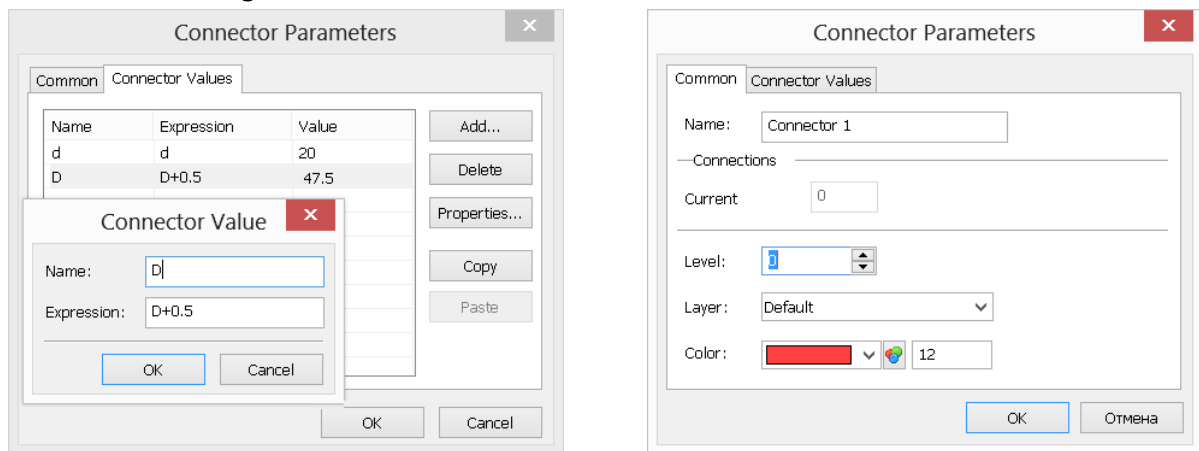 Connector Parameters
Common Connector Values
Name Expression Value
d d 20
D D+0.5 47.5
Add...
Delete
Properties...
Copy
Paste
Connector Value
Name: D
Expression: D+0.5
OK Cancel
OK Cancel
Connector Parameters
Common Connector Values
Name: Connector 1
Connections
Current 0
Level: 0
Layer: Default
Color: 12
OK Отмена